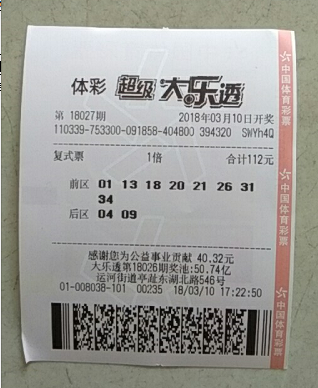 体彩 超级大乐透
第 18027期 2018年03月10日开奖
110339-753300-091858-404800 394320 SWYh4Q
复式票 1倍 合计112元
前区 01 13 18 20 21 26 31
34
后区 04 09
感谢您为公益事业贡献 40.32元
大乐透第18026期奖池:50.74亿
运河街道亭趾东湖北路546号
01-008038-101 00235 18/03/10 17:22:50
中国体育彩票
中国体育彩票
中国体育彩票